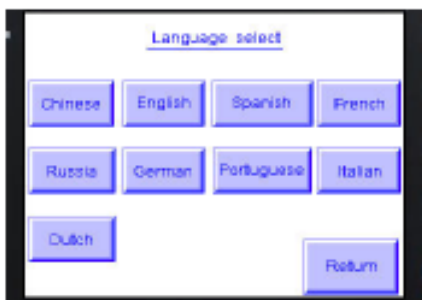 Language select
Chinese English Spanish French
Russia German Portuguese Italian
Dutch
Return